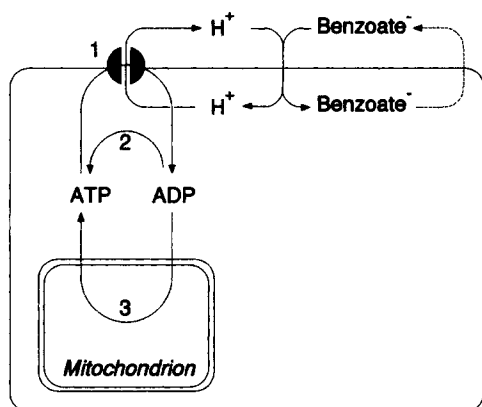 1
H⁺
Benzoate⁻
H⁺
Benzoate⁻
2
ATP
ADP
3
Mitochondrion